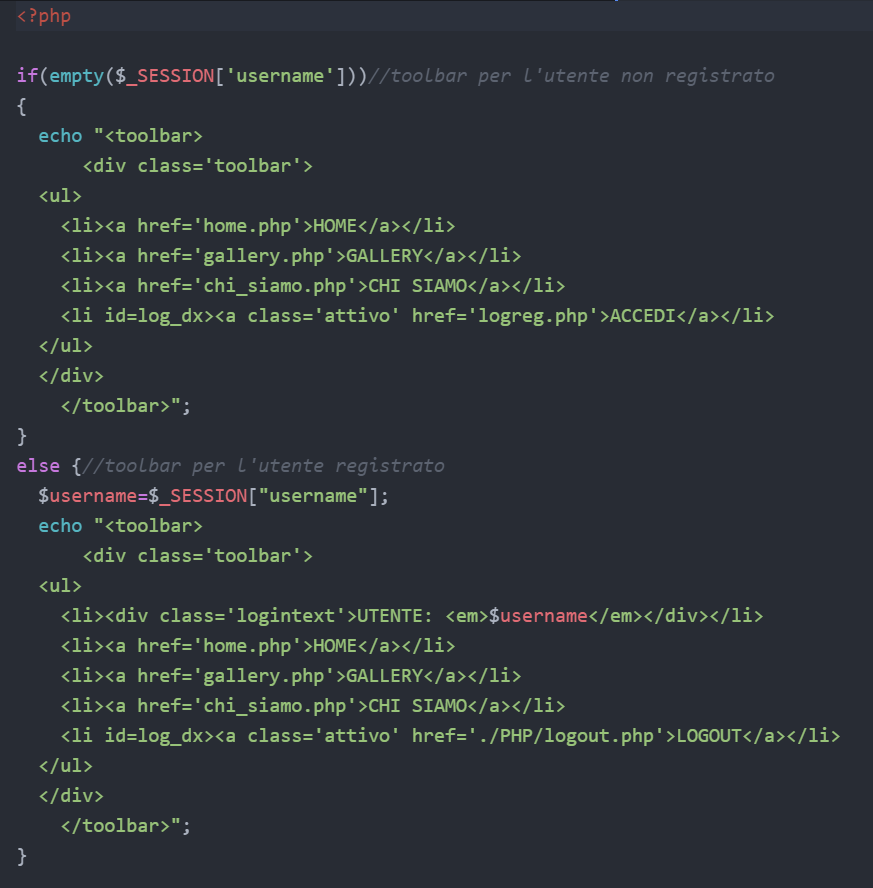 <?php
if(empty($_SESSION['username']))//toolbar per l'utente non registrato
{
echo "<toolbar>
<div class='toolbar'>
<ul>
<li><a href='home.php'>HOME</a></li>
<li><a href='gallery.php'>GALLERY</a></li>
<li><a href='chi_siamo.php'>CHI SIAMO</a></li>
<li id=log_dx><a class='attivo' href='logreg.php'>ACCEDI</a></li>
</ul>
</div>
</toolbar>";
}
else {//toolbar per l'utente registrato
$username=$_SESSION["username"];
echo "<toolbar>
<div class='toolbar'>
<ul>
<li><div class='logintext'>UTENTE: <em>$username</em></div></li>
<li><a href='home.php'>HOME</a></li>
<li><a href='gallery.php'>GALLERY</a></li>
<li><a href='chi_siamo.php'>CHI SIAMO</a></li>
<li id=log_dx><a class='attivo' href='./PHP/logout.php'>LOGOUT</a></li>
</ul>
</div>
</toolbar>";
}